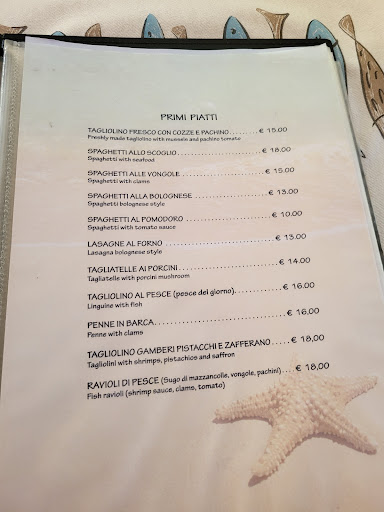 PRIMI PIATTI
TAGLIOLINO FRESCO CON COZZE E PACHINO..........€ 15.00
Freshly made tagliolino with mussels and pachino tomato
SPAGHETTI ALLO SCOGLIO..........€ 18.00
Spaghetti with seafood
SPAGHETTI ALLE VONGOLE..........€ 15.00
Spaghetti with clams
SPAGHETTI ALLA BOLOGNESE..........€ 13.00
Spaghetti bolognese style
SPAGHETTI AL POMODORO..........€ 10.00
Spaghetti with tomato sauce
LASAGNE AL FORNO..........€ 13.00
Lasagna bolognese style
TAGLIATELLE AI PORCINI..........€ 14.00
Tagliatelle with porcini mushroom
TAGLIOLINO AL PESCE (pesce del giorno)..........€ 16.00
Linguine with fish
PENNE IN BARCA..........€ 16,00
Penne with clams
TAGLIOLINO GAMBERI PISTACCHI E ZAFFERANO.....€ 18,00
Tagliolini with shrimps, pistachios and saffron
RAVIOLI DI PESCE (Sugo di mazzancolle, vongole, pachini)....€ 18,00
Fish ravioli (shrimp sauce, clams, tomato)